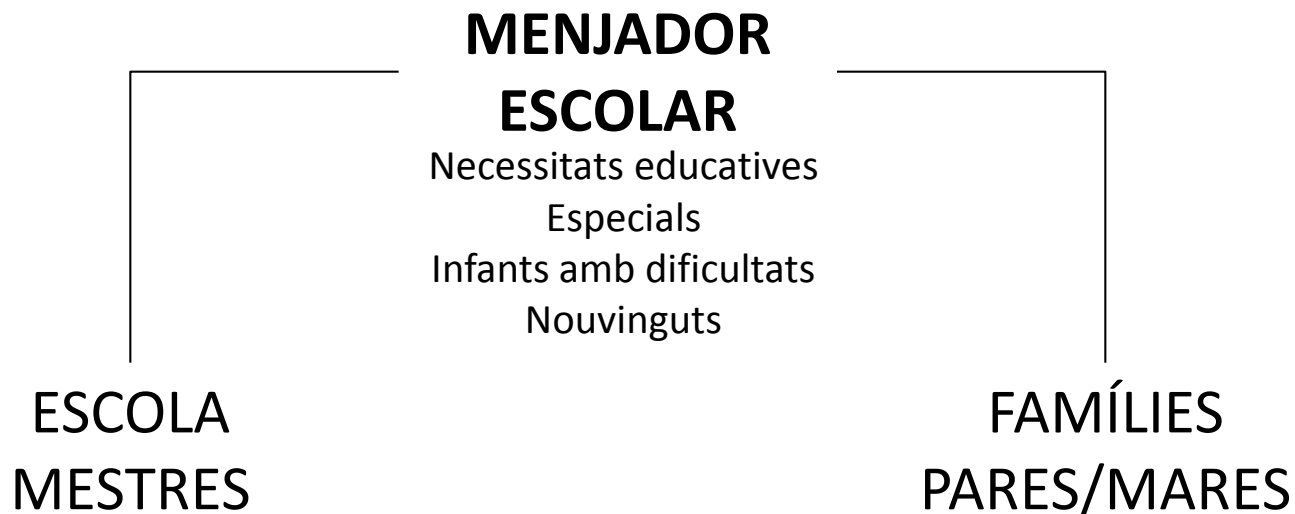 MENJADOR
ESCOLAR
Necessitats educatives
Especials
Infants amb dificultats
Nouvinguts
ESCOLA
MESTRES
FAMÍLIES
PARES/MARES